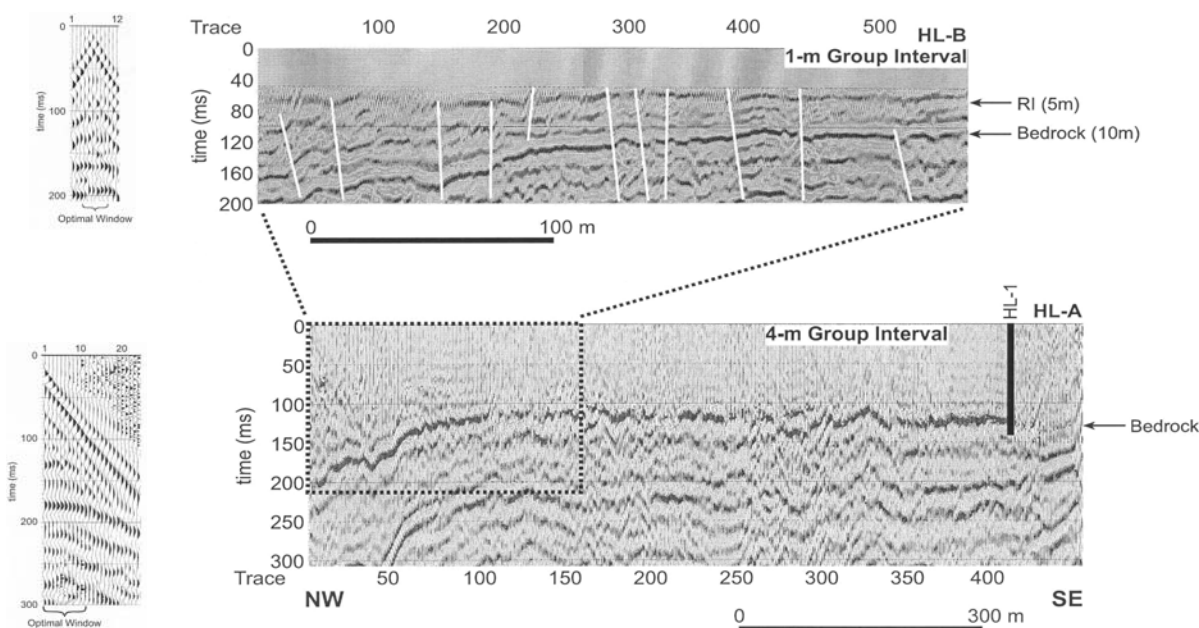 1 12
0
100
200
time (ms)
Optimal Window
Trace 100 200 300 400 500 HL-B
1-m Group Interval
0
40
80
120
160
200
time (ms)
RI (5m)
Bedrock (10m)
0 100 m
1 10 20
0
100
200
300
time (ms)
Optimal Window
HL-1
HL-A
4-m Group Interval
0
50
100
150
200
250
300
time (ms)
Bedrock
Trace 50 100 150 200 250 300 350 400
NW SE
0 300 m